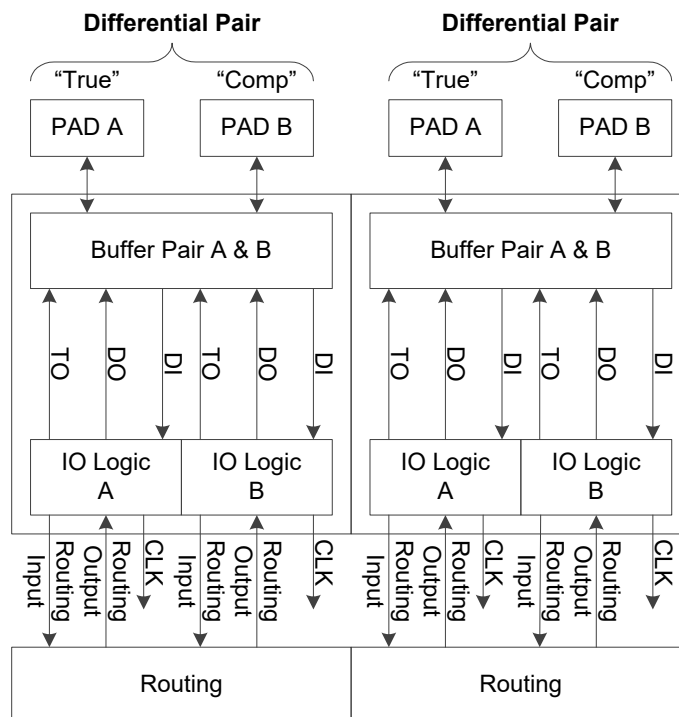 Differential Pair Differential Pair
“True” “Comp” “True” “Comp”
PAD A PAD B PAD A PAD B
Buffer Pair A & B Buffer Pair A & B
TO DO DI TO DO DI TO DO DI TO DO DI
IO Logic A IO Logic B IO Logic A IO Logic B
Routing Input Routing Output CLK Routing Input Routing Output CLK Routing Input Routing Output CLK Routing Input Routing Output CLK
Routing Routing